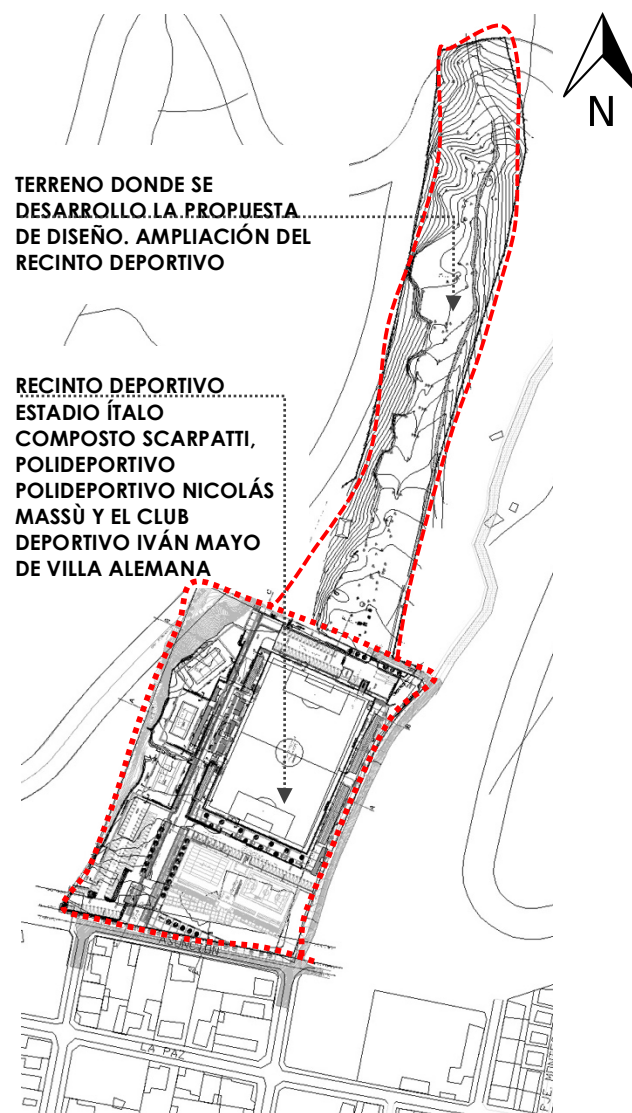 N
TERRENO DONDE SE
DESARROLLO LA PROPUESTA
DE DISEÑO. AMPLIACIÓN DEL
RECINTO DEPORTIVO
RECINTO DEPORTIVO
ESTADIO ÍTALO
COMPOSTO SCARPATTI,
POLIDEPORTIVO
POLIDEPORTIVO NICOLÁS
MASSÙ Y EL CLUB
DEPORTIVO IVÁN MAYO
DE VILLA ALEMANA
ASUNCION
LA PAZ